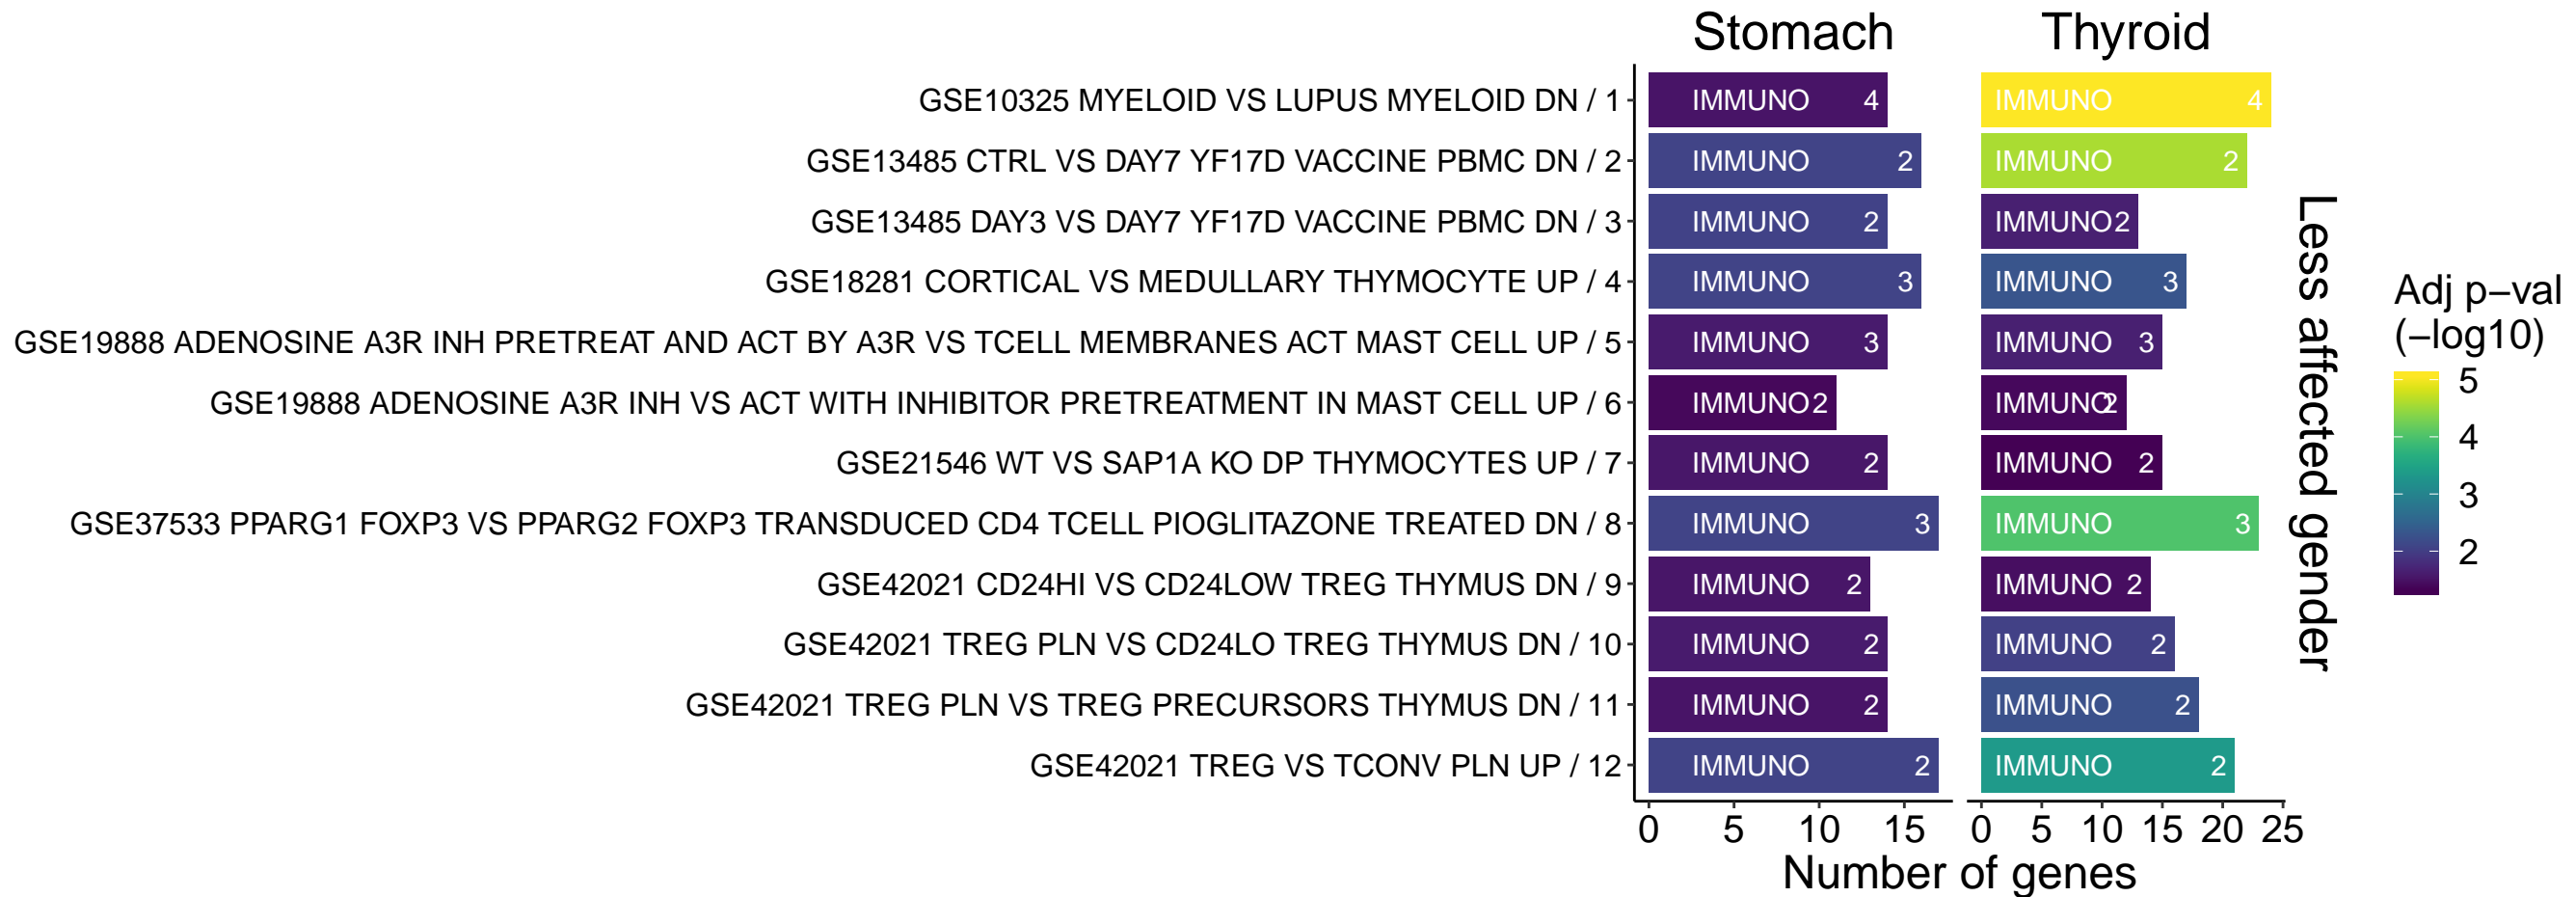 Stomach Thyroid
GSE10325 MYELOID VS LUPUS MYELOID DN / 1 IMMUNO 4 IMMUNO 4
GSE13485 CTRL VS DAY7 YF17D VACCINE PBMC DN / 2 IMMUNO 2 IMMUNO 2
GSE13485 DAY3 VS DAY7 YF17D VACCINE PBMC DN / 3 IMMUNO 2 IMMUNO 2
GSE18281 CORTICAL VS MEDULLARY THYMOCYTE UP / 4 IMMUNO 3 IMMUNO 3
GSE19888 ADENOSINE A3R INH PRETREAT AND ACT BY A3R VS TCELL MEMBRANES ACT MAST CELL UP / 5 IMMUNO 3 IMMUNO 3
GSE19888 ADENOSINE A3R INH VS ACT WITH INHIBITOR PRETREATMENT IN MAST CELL UP / 6 IMMUNO 2 IMMUNO 2
GSE21546 WT VS SAP1A KO DP THYMOCYTES UP / 7 IMMUNO 2 IMMUNO 2
GSE37533 PPARG1 FOXP3 VS PPARG2 FOXP3 TRANSDUCED CD4 TCELL PIOGLITAZONE TREATED DN / 8 IMMUNO 3 IMMUNO 3
GSE42021 CD24HI VS CD24LOW TREG THYMUS DN / 9 IMMUNO 2 IMMUNO 2
GSE42021 TREG PLN VS CD24LO TREG THYMUS DN / 10 IMMUNO 2 IMMUNO 2
GSE42021 TREG PLN VS TREG PRECURSORS THYMUS DN / 11 IMMUNO 2 IMMUNO 2
GSE42021 TREG VS TCONV PLN UP / 12 IMMUNO 2 IMMUNO 2
0 5 10 15 0 5 10 15 20 25
Number of genes
Less affected gender
Adj p−val
(−log10)
5
4
3
2